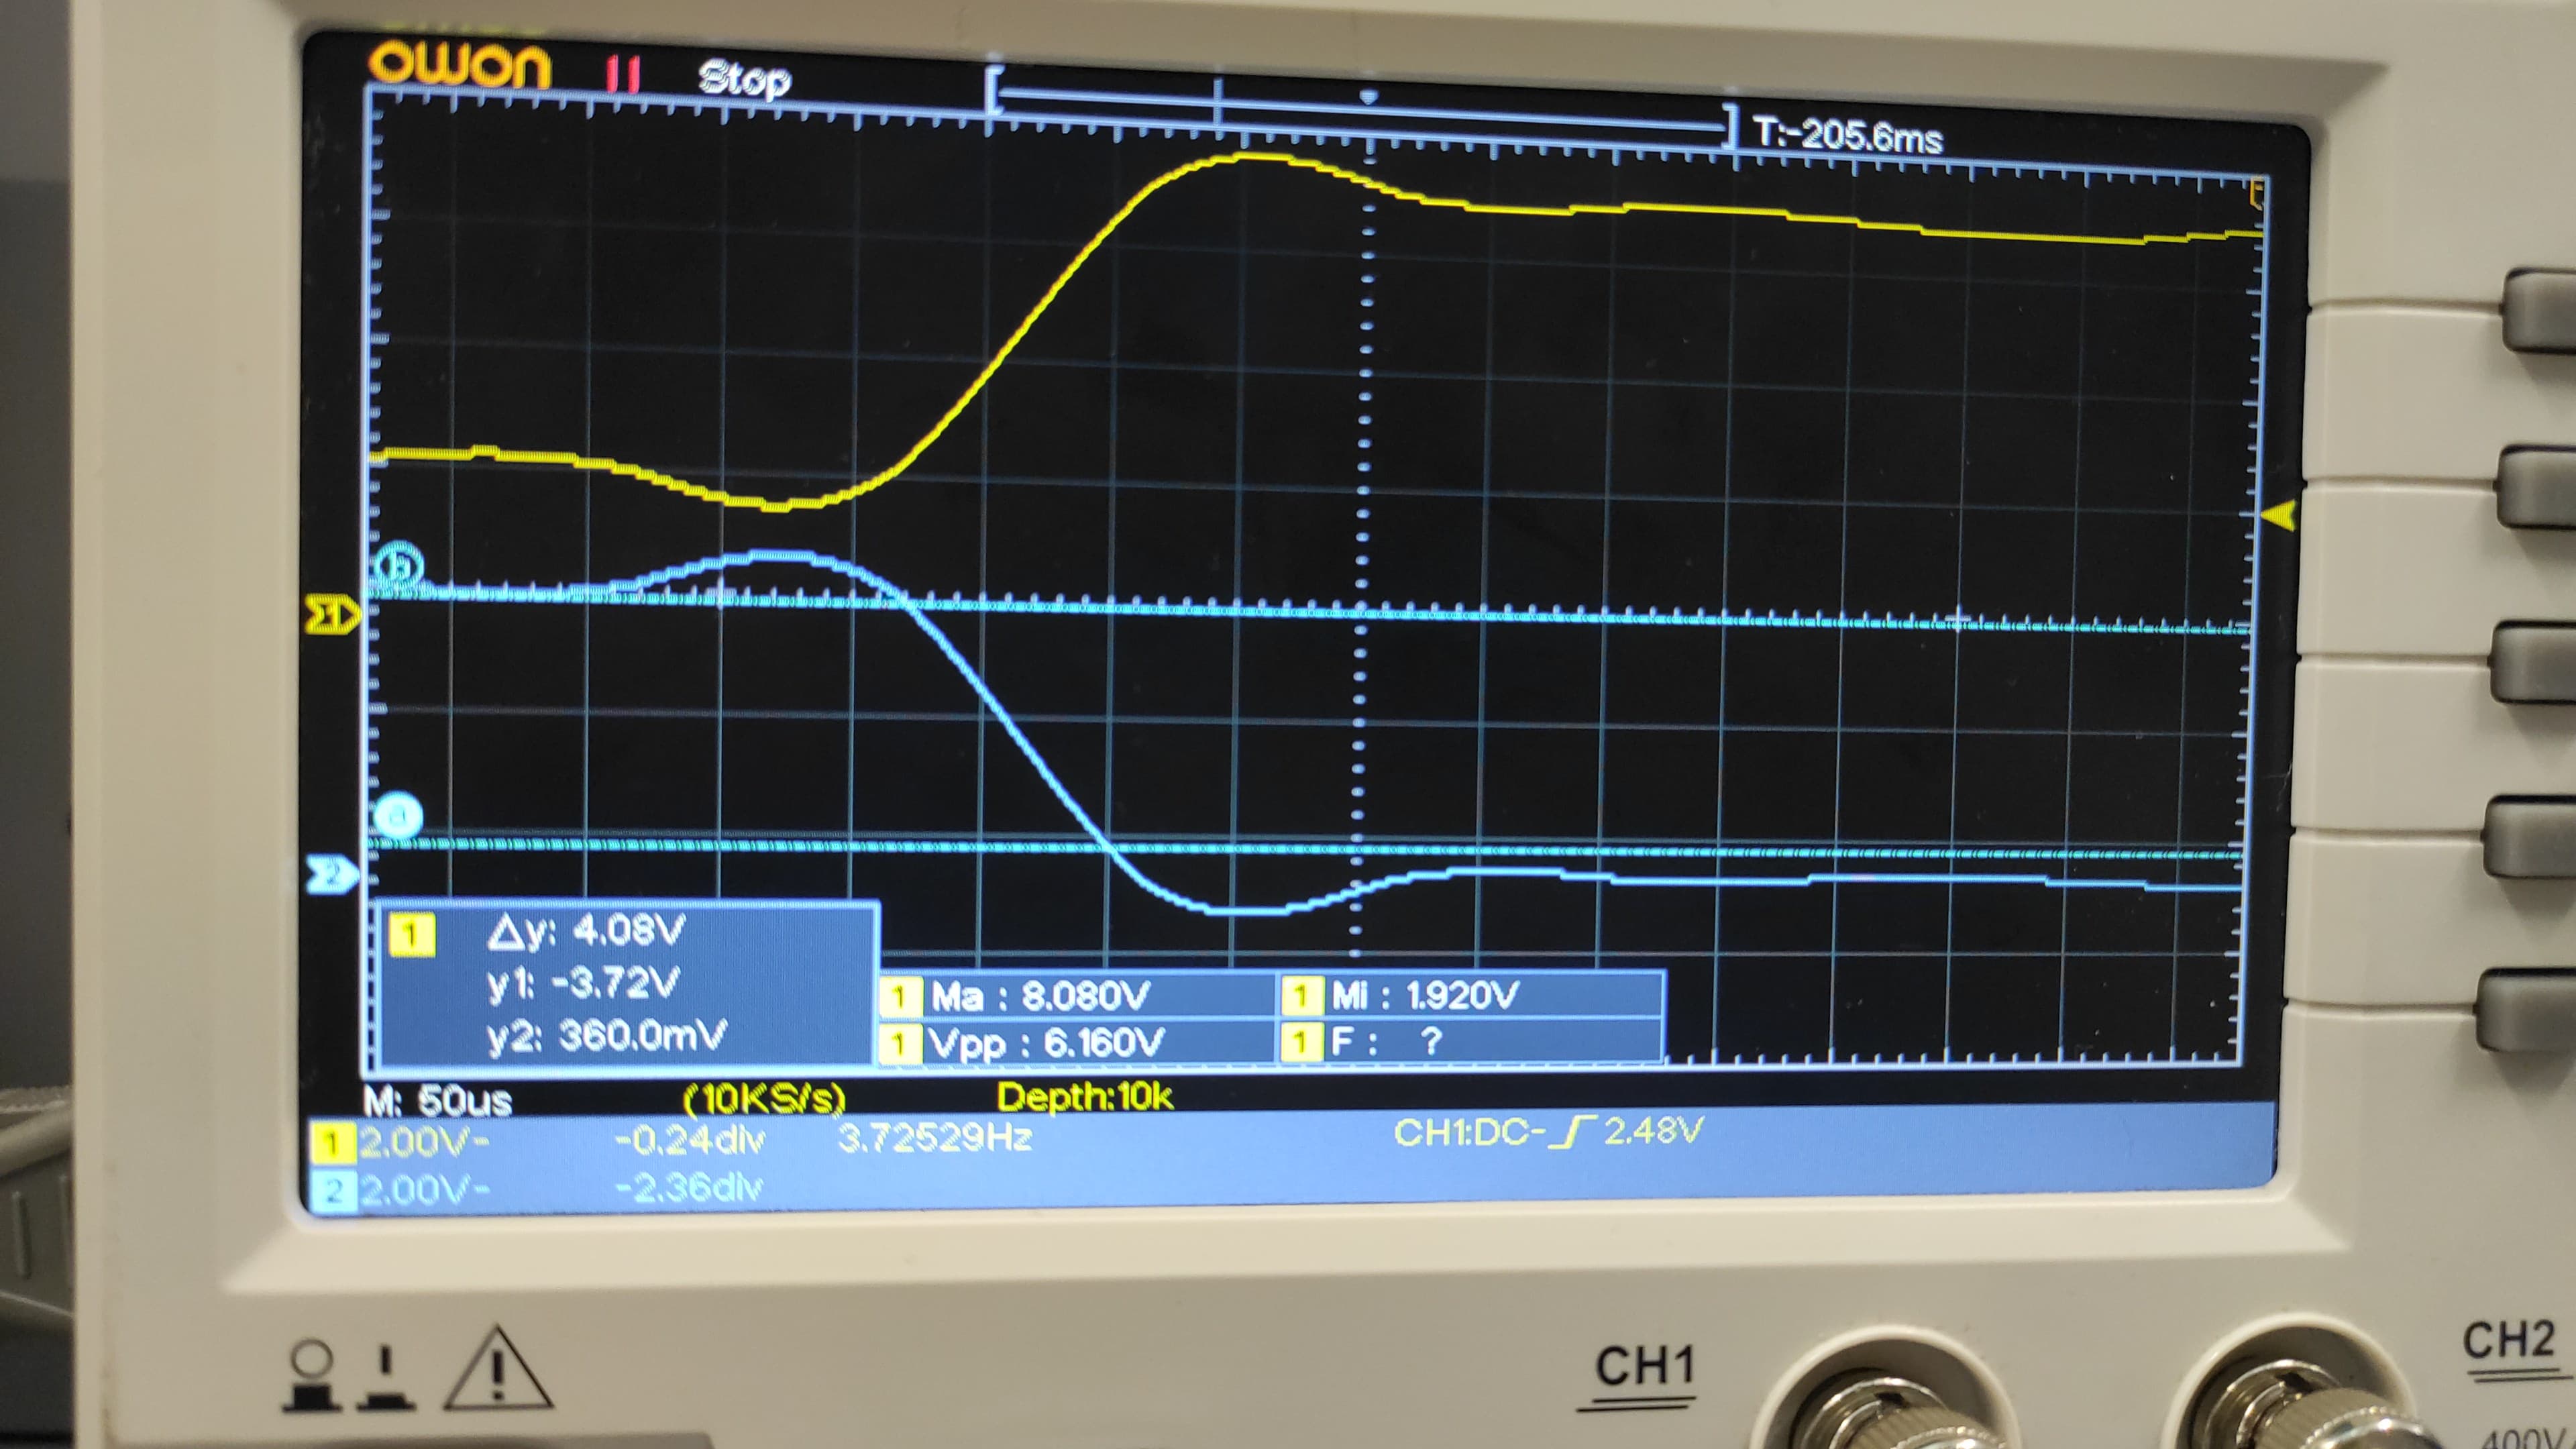 owon Stop T:-205.6ms
b
1
a
2
1 Δy: 4.08V
y1: -3.72V
y2: 360.0mV
1 Ma : 8.080V 1 Mi : 1.920V
1 Vpp : 6.160V 1 F : ?
M: 50us (10KS/s) Depth:10k
1 2.00V- -0.24div 3.72529Hz CH1:DC- 2.48V
2 2.00V- -2.36div
CH1
CH2
400V